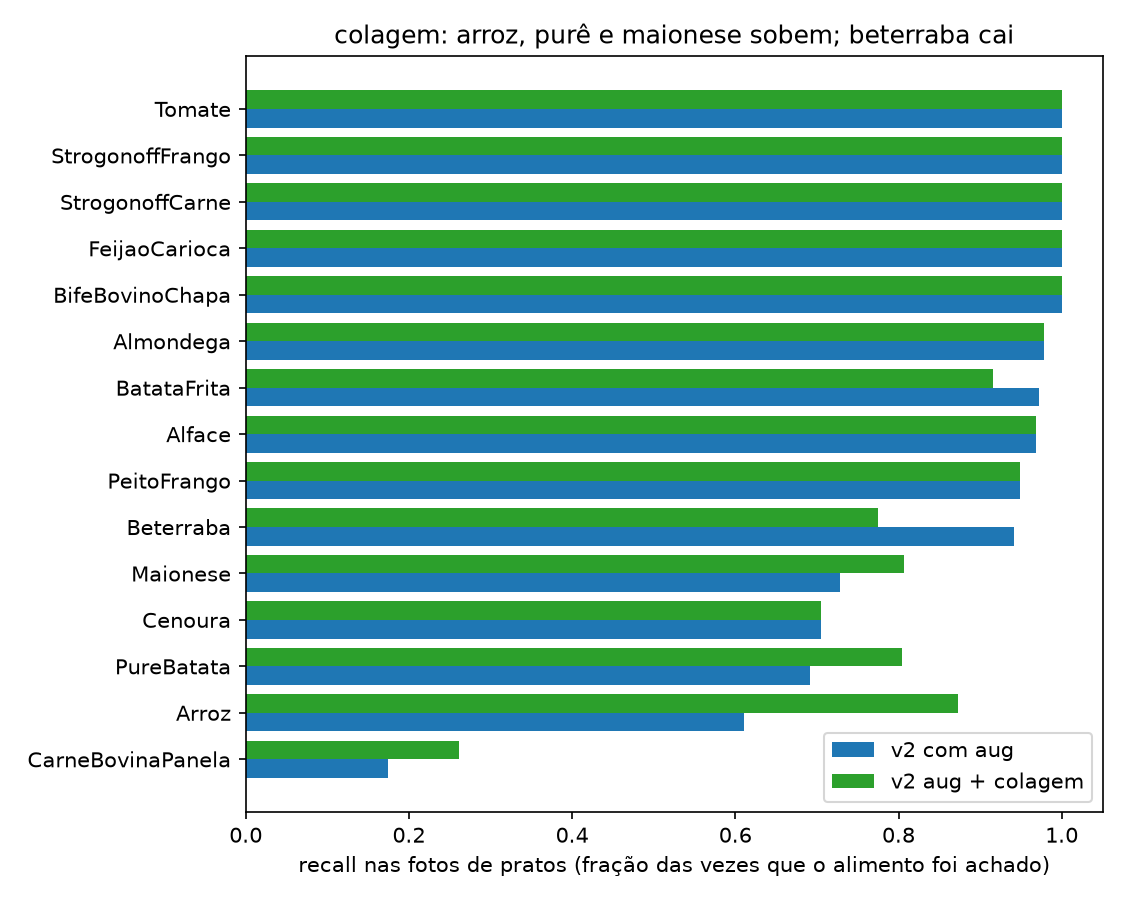 colagem: arroz, purê e maionese sobem; beterraba cai
Tomate
StrogonoffFrango
StrogonoffCarne
FeijaoCarioca
BifeBovinoChapa
Almondega
BatataFrita
Alface
PeitoFrango
Beterraba
Maionese
Cenoura
PureBatata
Arroz
CarneBovinaPanela
v2 com aug
v2 aug + colagem
0.0 0.2 0.4 0.6 0.8 1.0
recall nas fotos de pratos (fração das vezes que o alimento foi achado)